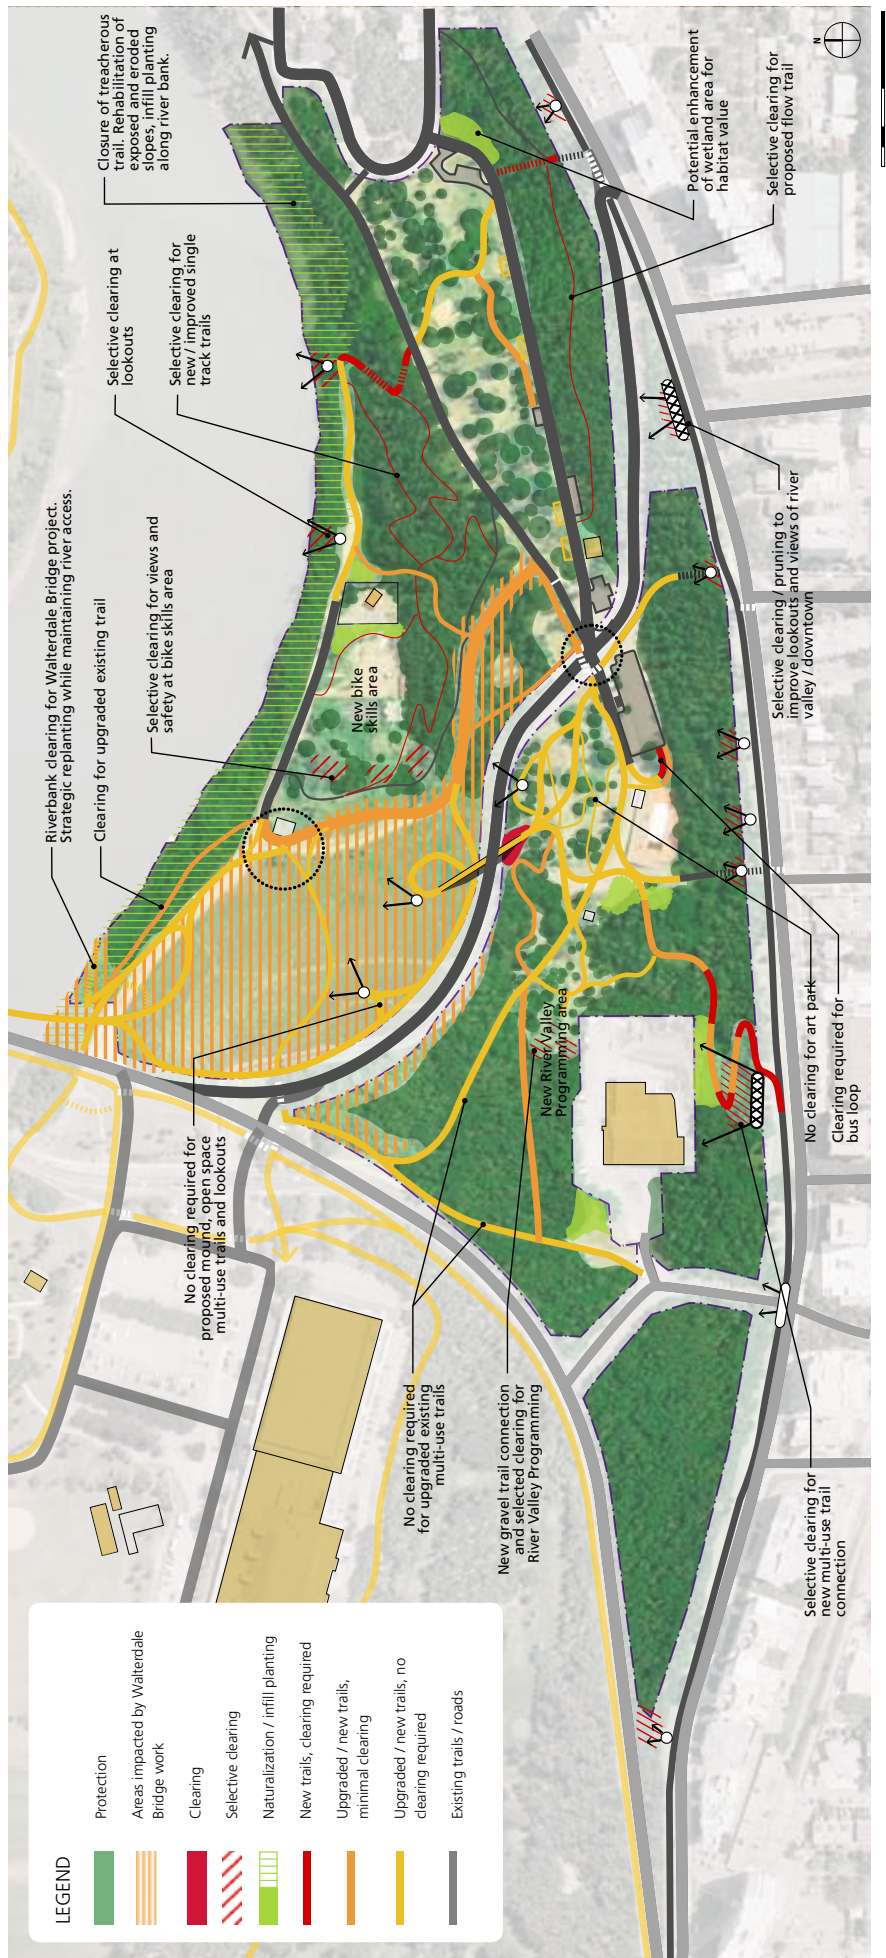 Closure of treacherous
trail. Rehabilitation of
exposed and eroded
slopes, infill planting
along river bank.
Selective clearing at
lookouts
Selective clearing for
new / improved single
track trails
Riverbank clearing for Walterdale Bridge project.
Strategic replanting while maintaining river access.
Clearing for upgraded existing trail
Selective clearing for views and
safety at bike skills area
New bike
skills area
Potential enhancement
of wetland area for
habitat value
Selective clearing for
proposed flow trail
N
Selective clearing / pruning to
improve lookouts and views of river
valley / downtown
No clearing for art park
Clearing required for
bus loop
New River Valley
Programming area
No clearing required for
proposed mound, open space
multi-use trails and lookouts
No clearing required
for upgraded existing
multi-use trails
New gravel trail connection
and selected clearing for
River Valley Programming
Selective clearing for
new multi-use trail
connection
LEGEND
Protection
Areas impacted by Walterdale
Bridge work
Clearing
Selective clearing
Naturalization / infill planting
New trails, clearing required
Upgraded / new trails,
minimal clearing
Upgraded / new trails, no
clearing required
Existing trails / roads